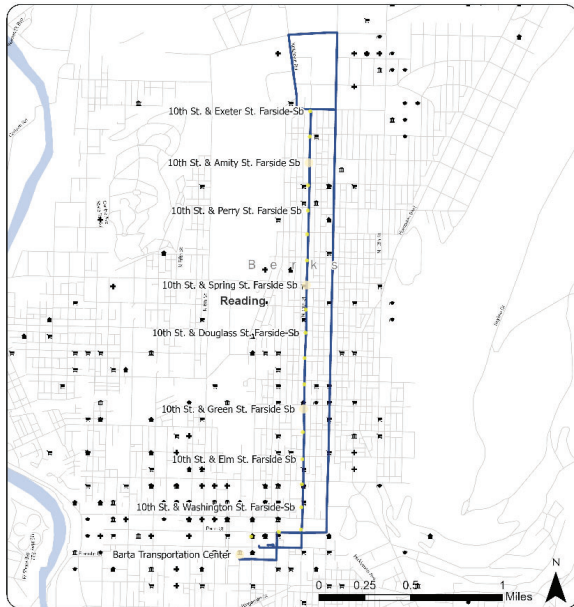 10th St. & Exeter St. Farside-Sb
10th St. & Amity St. Farside Sb
10th St. & Perry St. Farside Sb
Berks
10th St. & Spring St. Farside Sb
Reading
10th St. & Douglass St. Farside-Sb
10th St. & Green St. Farside Sb
10th St. & Elm St. Farside Sb
10th St. & Washington St. Farside-Sb
Penn St
Barta Transportation Center
N
0 0.25 0.5 1
Miles